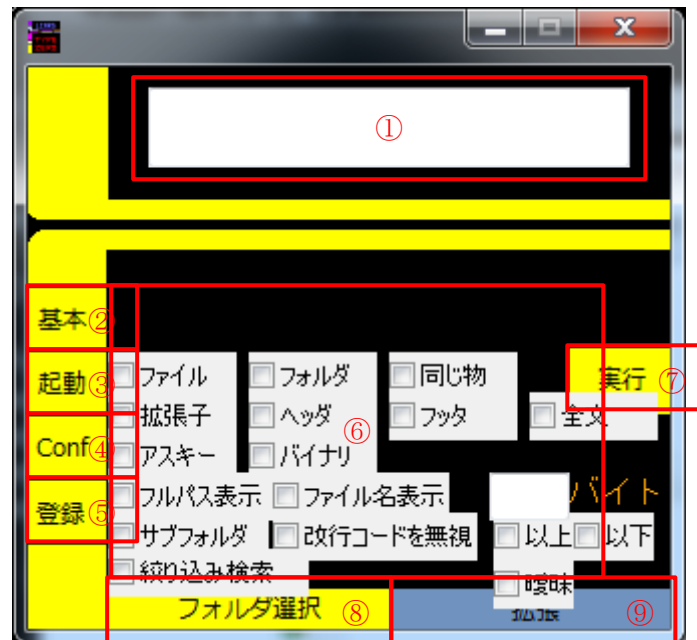 X
①
基本②
起動③ ファイル フォルダ 同じ物 実行⑦
拡張子 ヘッダ ⑥ フッタ 全文
Conf④ アスキー バイナリ
登録⑤ フルパス表示 ファイル名表示 バイト
サブフォルダ 改行コードを無視 以上 以下
絞り込み検索 曖昧
フォルダ選択 ⑧ 拡張 ⑨